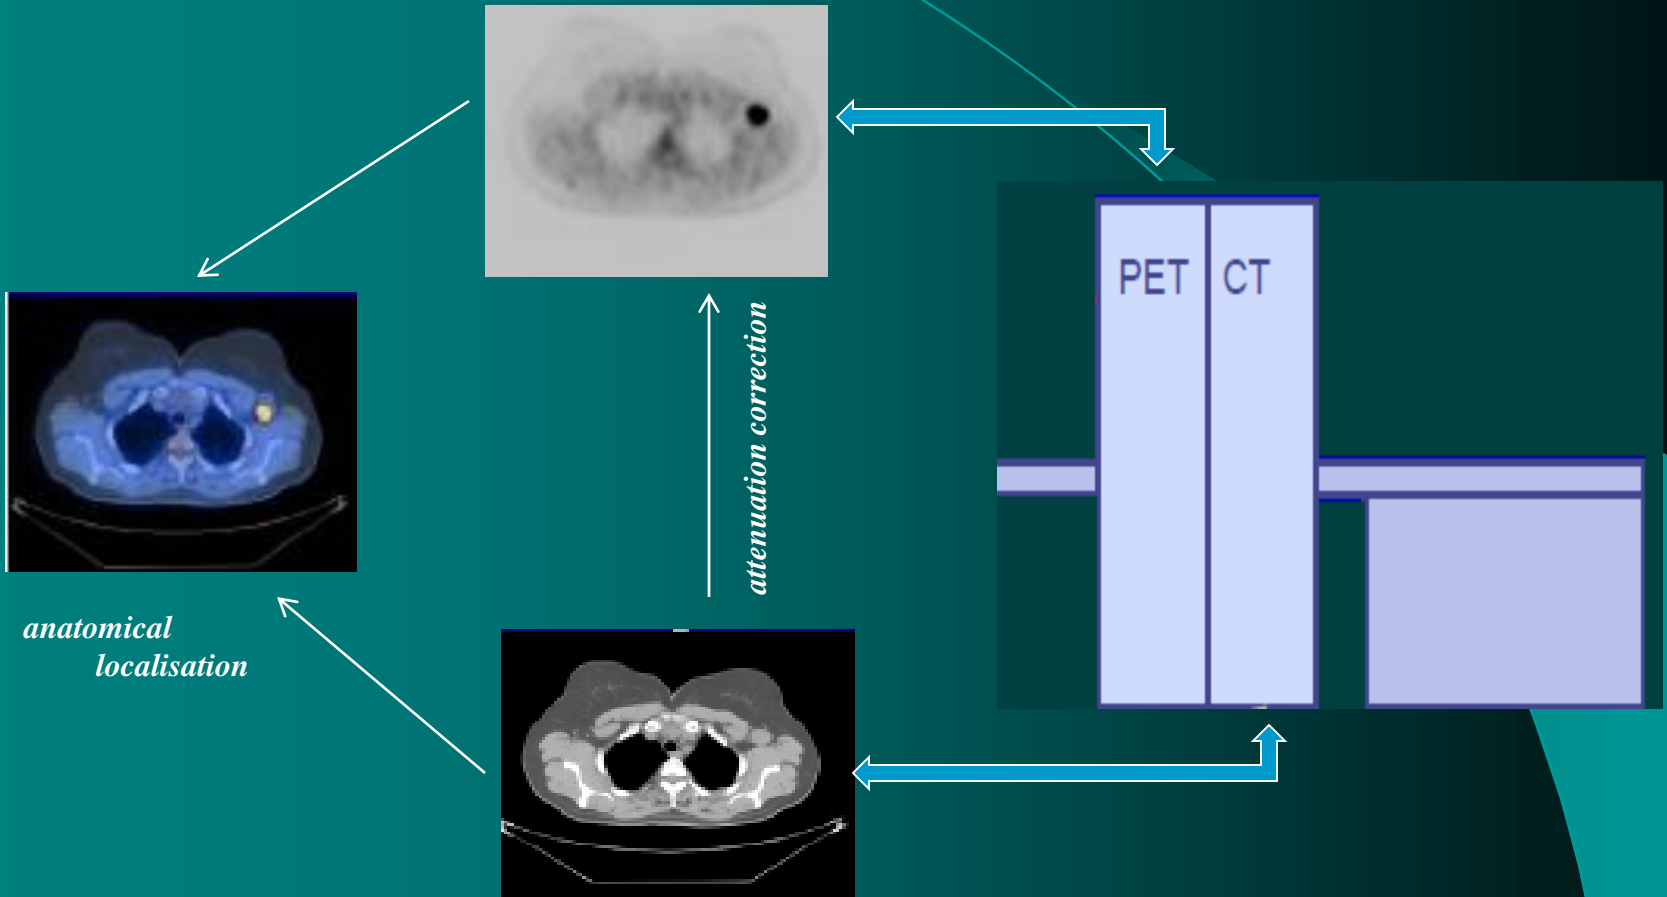 PET
CT
attenuation correction
anatomical
localisation